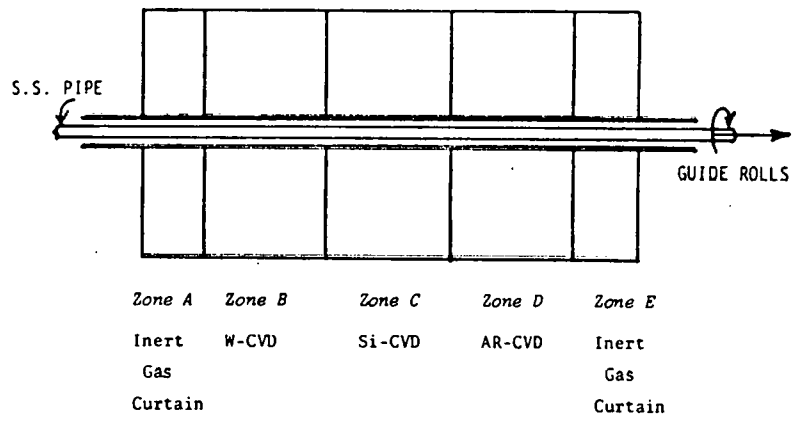 S.S. PIPE
GUIDE ROLLS
Zone A Zone B Zone C Zone D Zone E
Inert W-CVD Si-CVD AR-CVD Inert
Gas Gas
Curtain Curtain